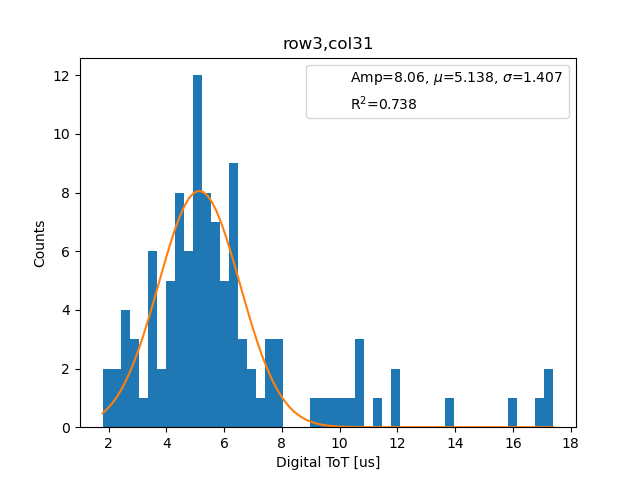 row3,col31
Amp=8.06, μ=5.138, σ=1.407
R²=0.738
Counts
12
10
8
6
4
2
0
2 4 6 8 10 12 14 16 18
Digital ToT [us]